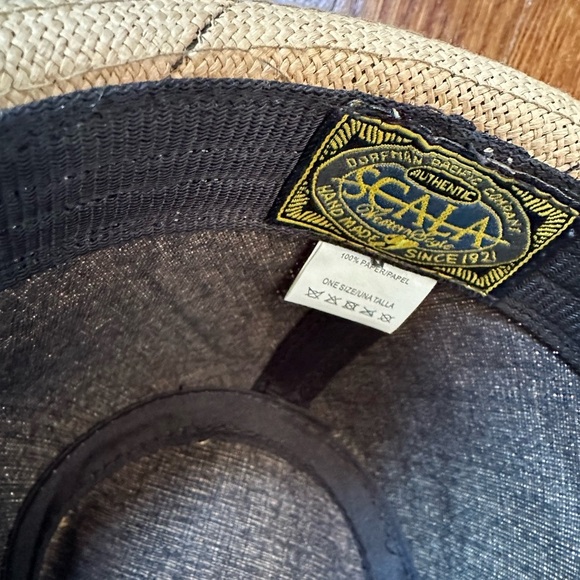 DORFMAN PACIFIC COMPANY
AUTHENTIC
SCALA
HAND MADE
SINCE 1921
100% PAPER/PAPEL
ONE SIZE/UNA TALLA